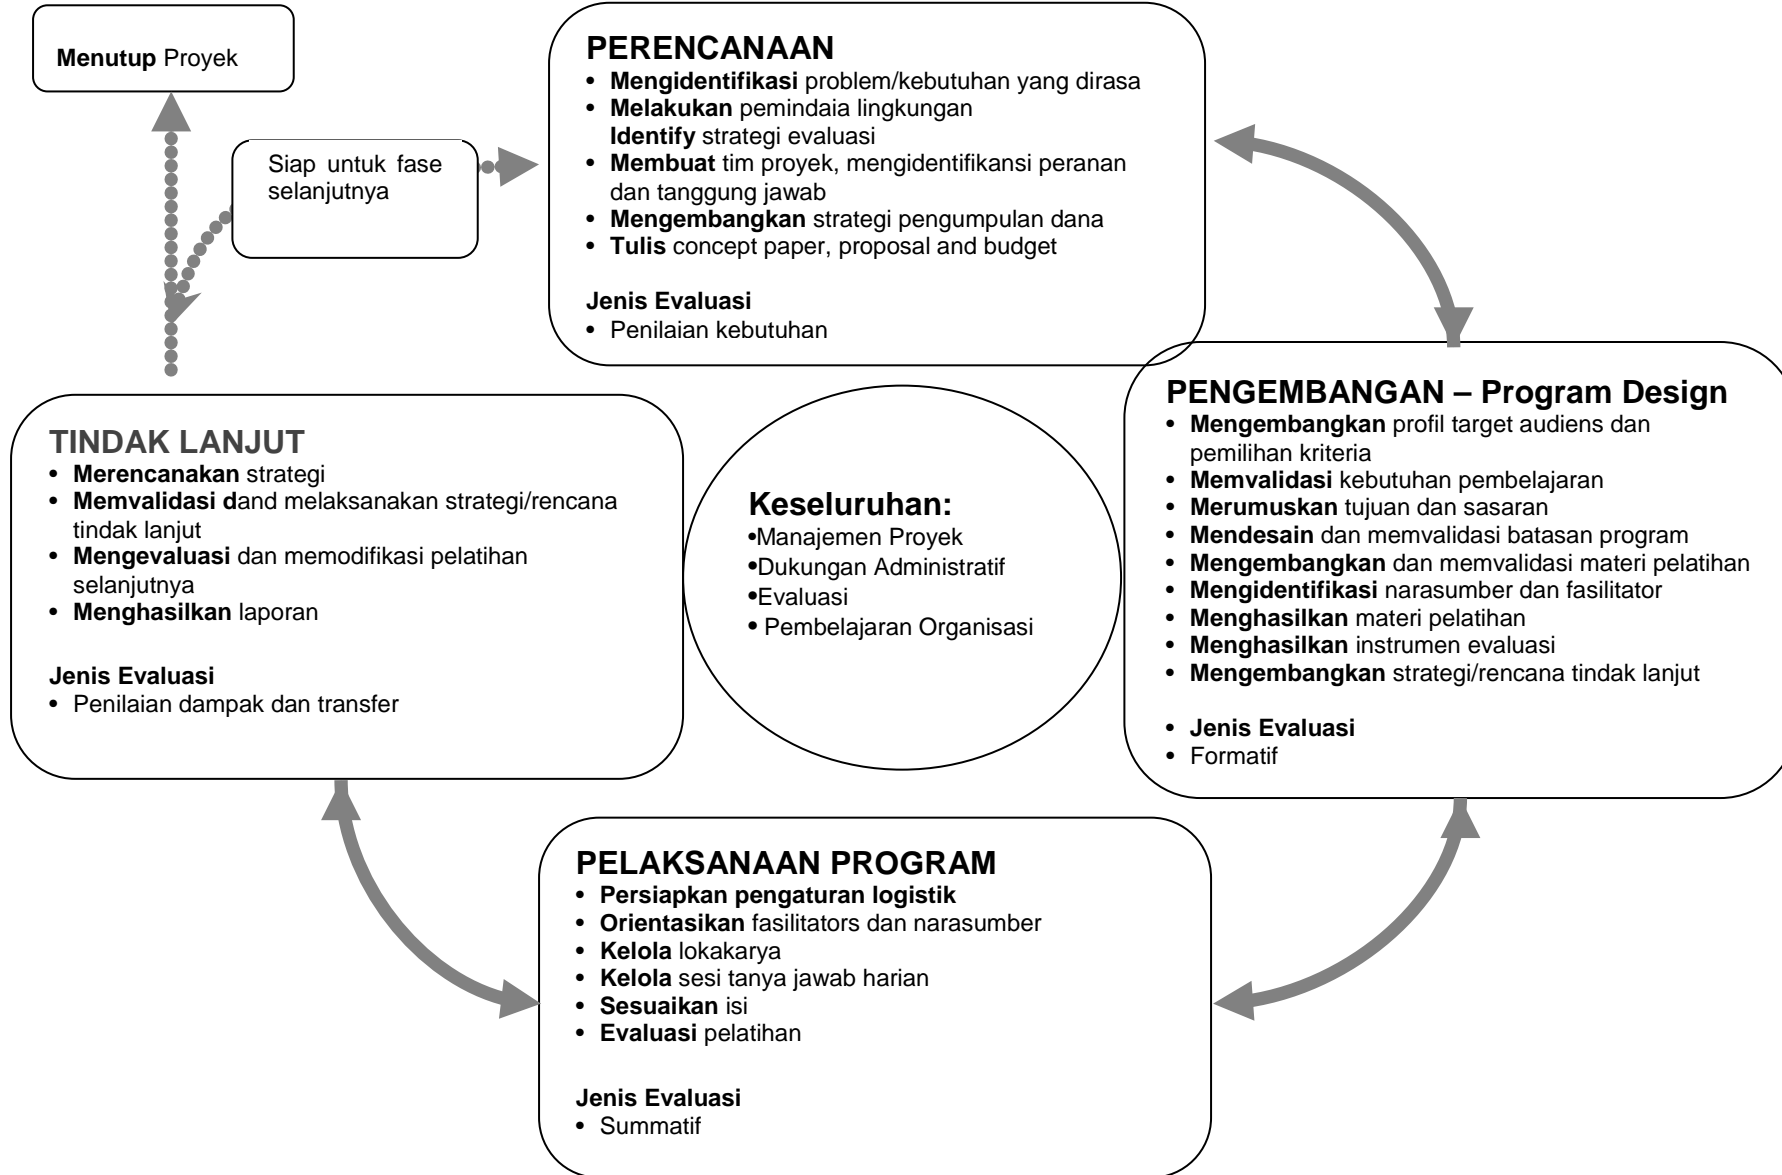 Menutup Proyek
Siap untuk fase
selanjutnya
PERENCANAAN
• Mengidentifikasi problem/kebutuhan yang dirasa
• Melakukan pemindaia lingkungan
Identify strategi evaluasi
• Membuat tim proyek, mengidentifikansi peranan
dan tanggung jawab
• Mengembangkan strategi pengumpulan dana
• Tulis concept paper, proposal and budget
Jenis Evaluasi
• Penilaian kebutuhan
PENGEMBANGAN – Program Design
• Mengembangkan profil target audiens dan
pemilihan kriteria
• Memvalidasi kebutuhan pembelajaran
• Merumuskan tujuan dan sasaran
• Mendesain dan memvalidasi batasan program
• Mengembangkan dan memvalidasi materi pelatihan
• Mengidentifikasi narasumber dan fasilitator
• Menghasilkan materi pelatihan
• Menghasilkan instrumen evaluasi
• Mengembangkan strategi/rencana tindak lanjut
• Jenis Evaluasi
• Formatif
TINDAK LANJUT
• Merencanakan strategi
• Memvalidasi dand melaksanakan strategi/rencana
tindak lanjut
• Mengevaluasi dan memodifikasi pelatihan
selanjutnya
• Menghasilkan laporan
Jenis Evaluasi
• Penilaian dampak dan transfer
Keseluruhan:
•Manajemen Proyek
•Dukungan Administratif
•Evaluasi
• Pembelajaran Organisasi
PELAKSANAAN PROGRAM
• Persiapkan pengaturan logistik
• Orientasikan fasilitators dan narasumber
• Kelola lokakarya
• Kelola sesi tanya jawab harian
• Sesuaikan isi
• Evaluasi pelatihan
Jenis Evaluasi
• Summatif